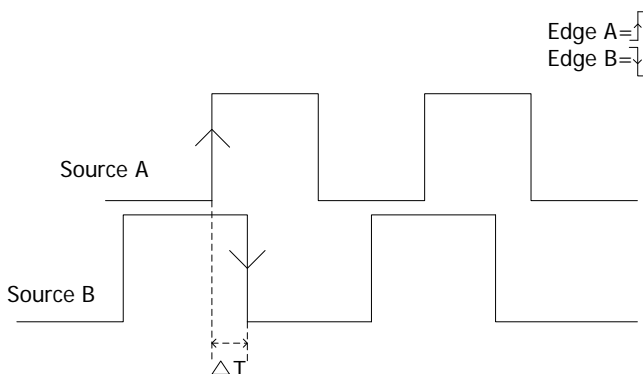 Edge A=
Edge B=
Source A
Source B
△T